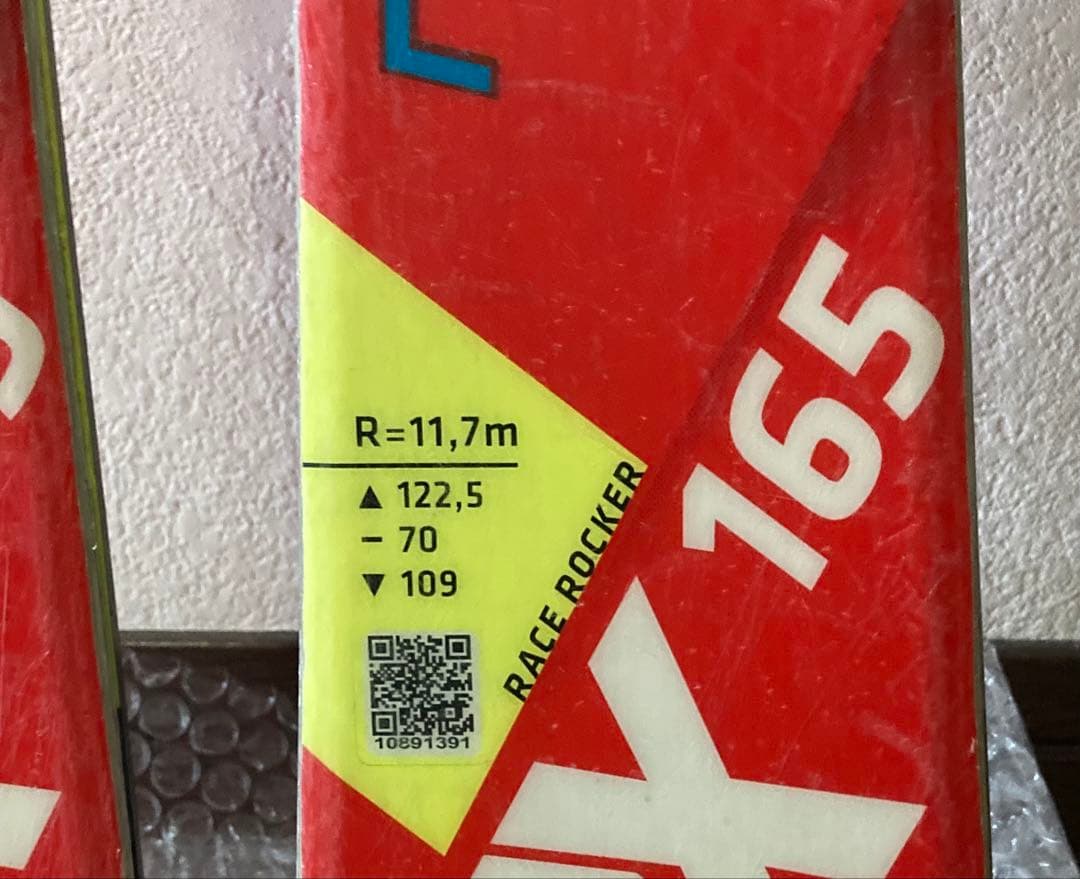 L
R=11,7m
▲ 122,5
– 70
▼ 109
10891391
RACE ROCKER
165
X